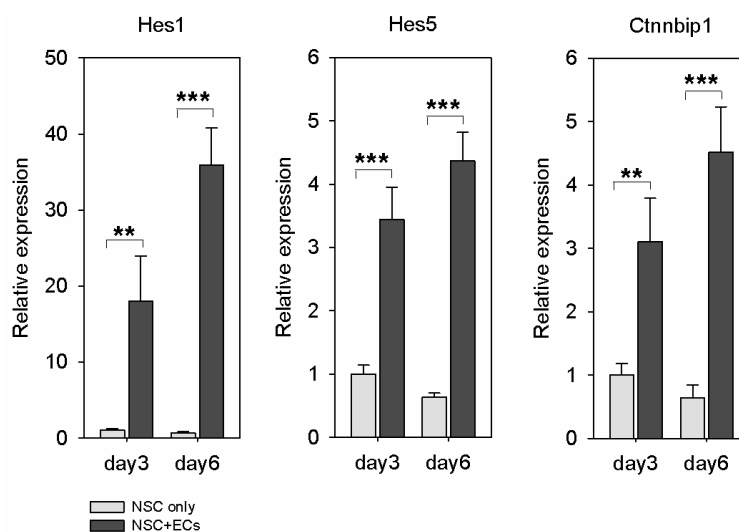 Hes1
Relative expression
50
40
30
20
10
0
**
***
day3 day6
Hes5
Relative expression
6
5
4
3
2
1
0
***
***
day3 day6
Ctnnbip1
Relative expression
6
5
4
3
2
1
0
**
***
day3 day6
NSC only
NSC+ECs